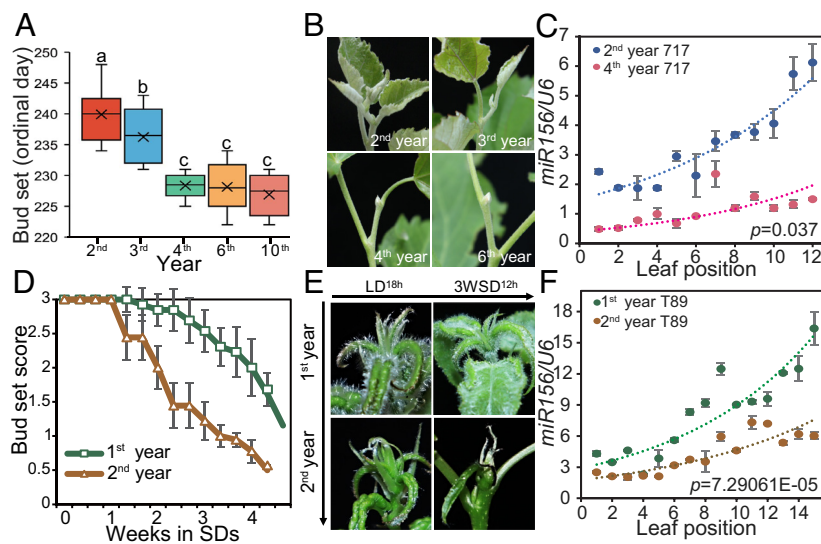 A
Bud set (ordinal day)
250
245
240
235
230
225
220
a
b
c
c
c
2nd
3rd
4th
6th
10th
Year
B
2nd year
3rd year
4th year
6th year
C
miR156/U6
7
6
5
4
3
2
1
0
2nd year 717
4th year 717
p=0.037
0 2 4 6 8 10 12
Leaf position
D
Bud set score
3
2.5
2
1.5
1
0.5
0
1st year
2nd year
0 1 2 3 4
Weeks in SDs
E
LD18h
3WSD12h
1st year
2nd year
F
miR156/U6
18
15
12
9
6
3
0
1st year T89
2nd year T89
p=7.29061E-05
0 2 4 6 8 10 12 14
Leaf position